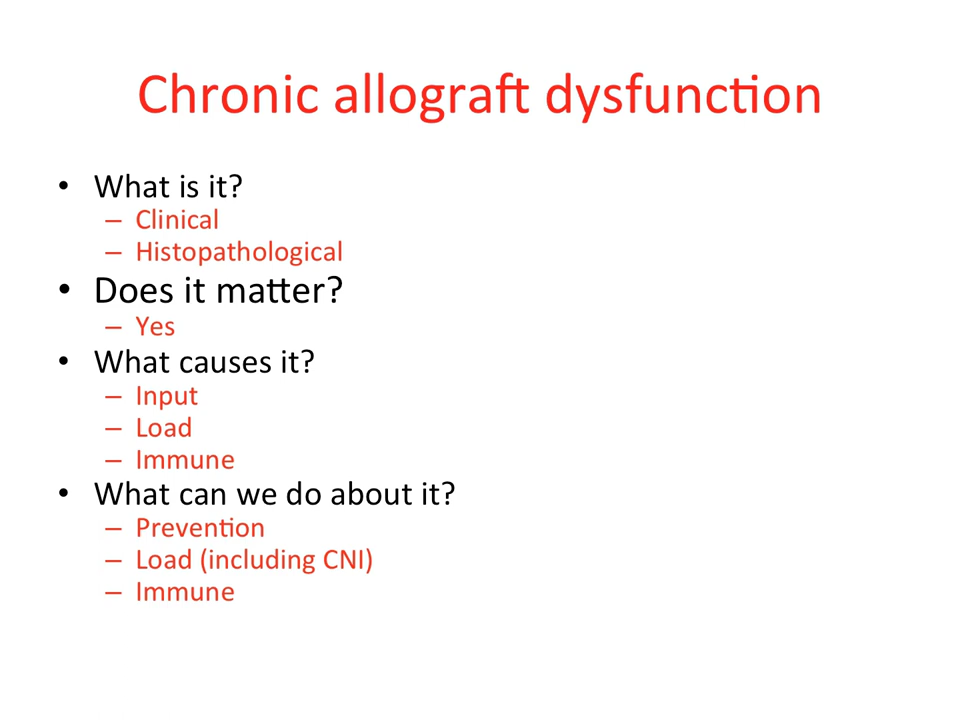 Chronic allograft dysfunction
• What is it?
– Clinical
– Histopathological
• Does it matter?
– Yes
• What causes it?
– Input
– Load
– Immune
• What can we do about it?
– Prevention
– Load (including CNI)
– Immune